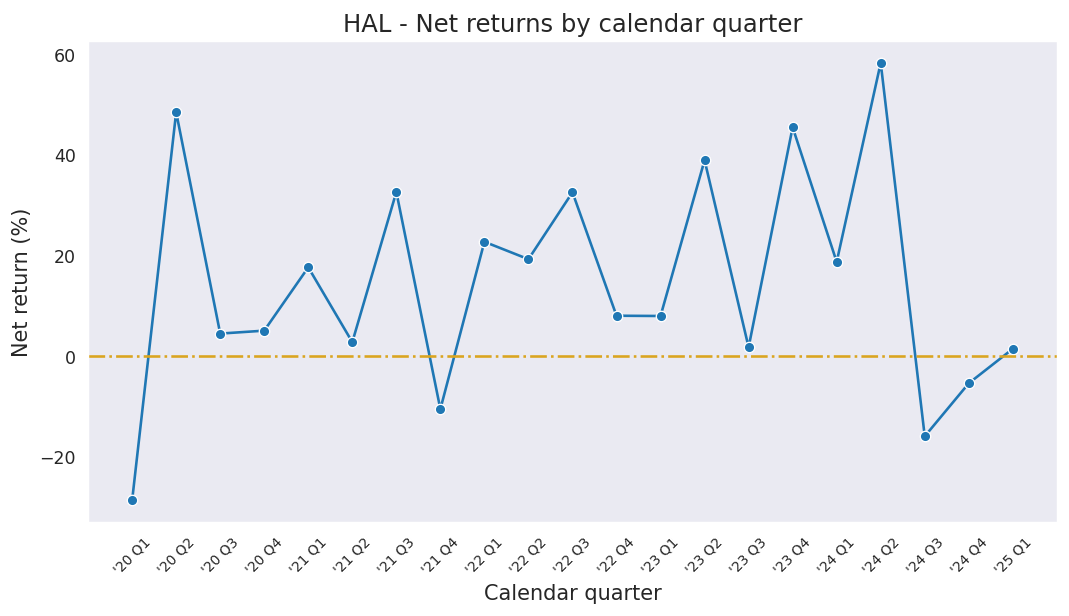 HAL - Net returns by calendar quarter
Net return (%)
60
40
20
0
−20
'20 Q1
'20 Q2
'20 Q3
'20 Q4
'21 Q1
'21 Q2
'21 Q3
'21 Q4
'22 Q1
'22 Q2
'22 Q3
'22 Q4
'23 Q1
'23 Q2
'23 Q3
'23 Q4
'24 Q1
'24 Q2
'24 Q3
'24 Q4
'25 Q1
Calendar quarter